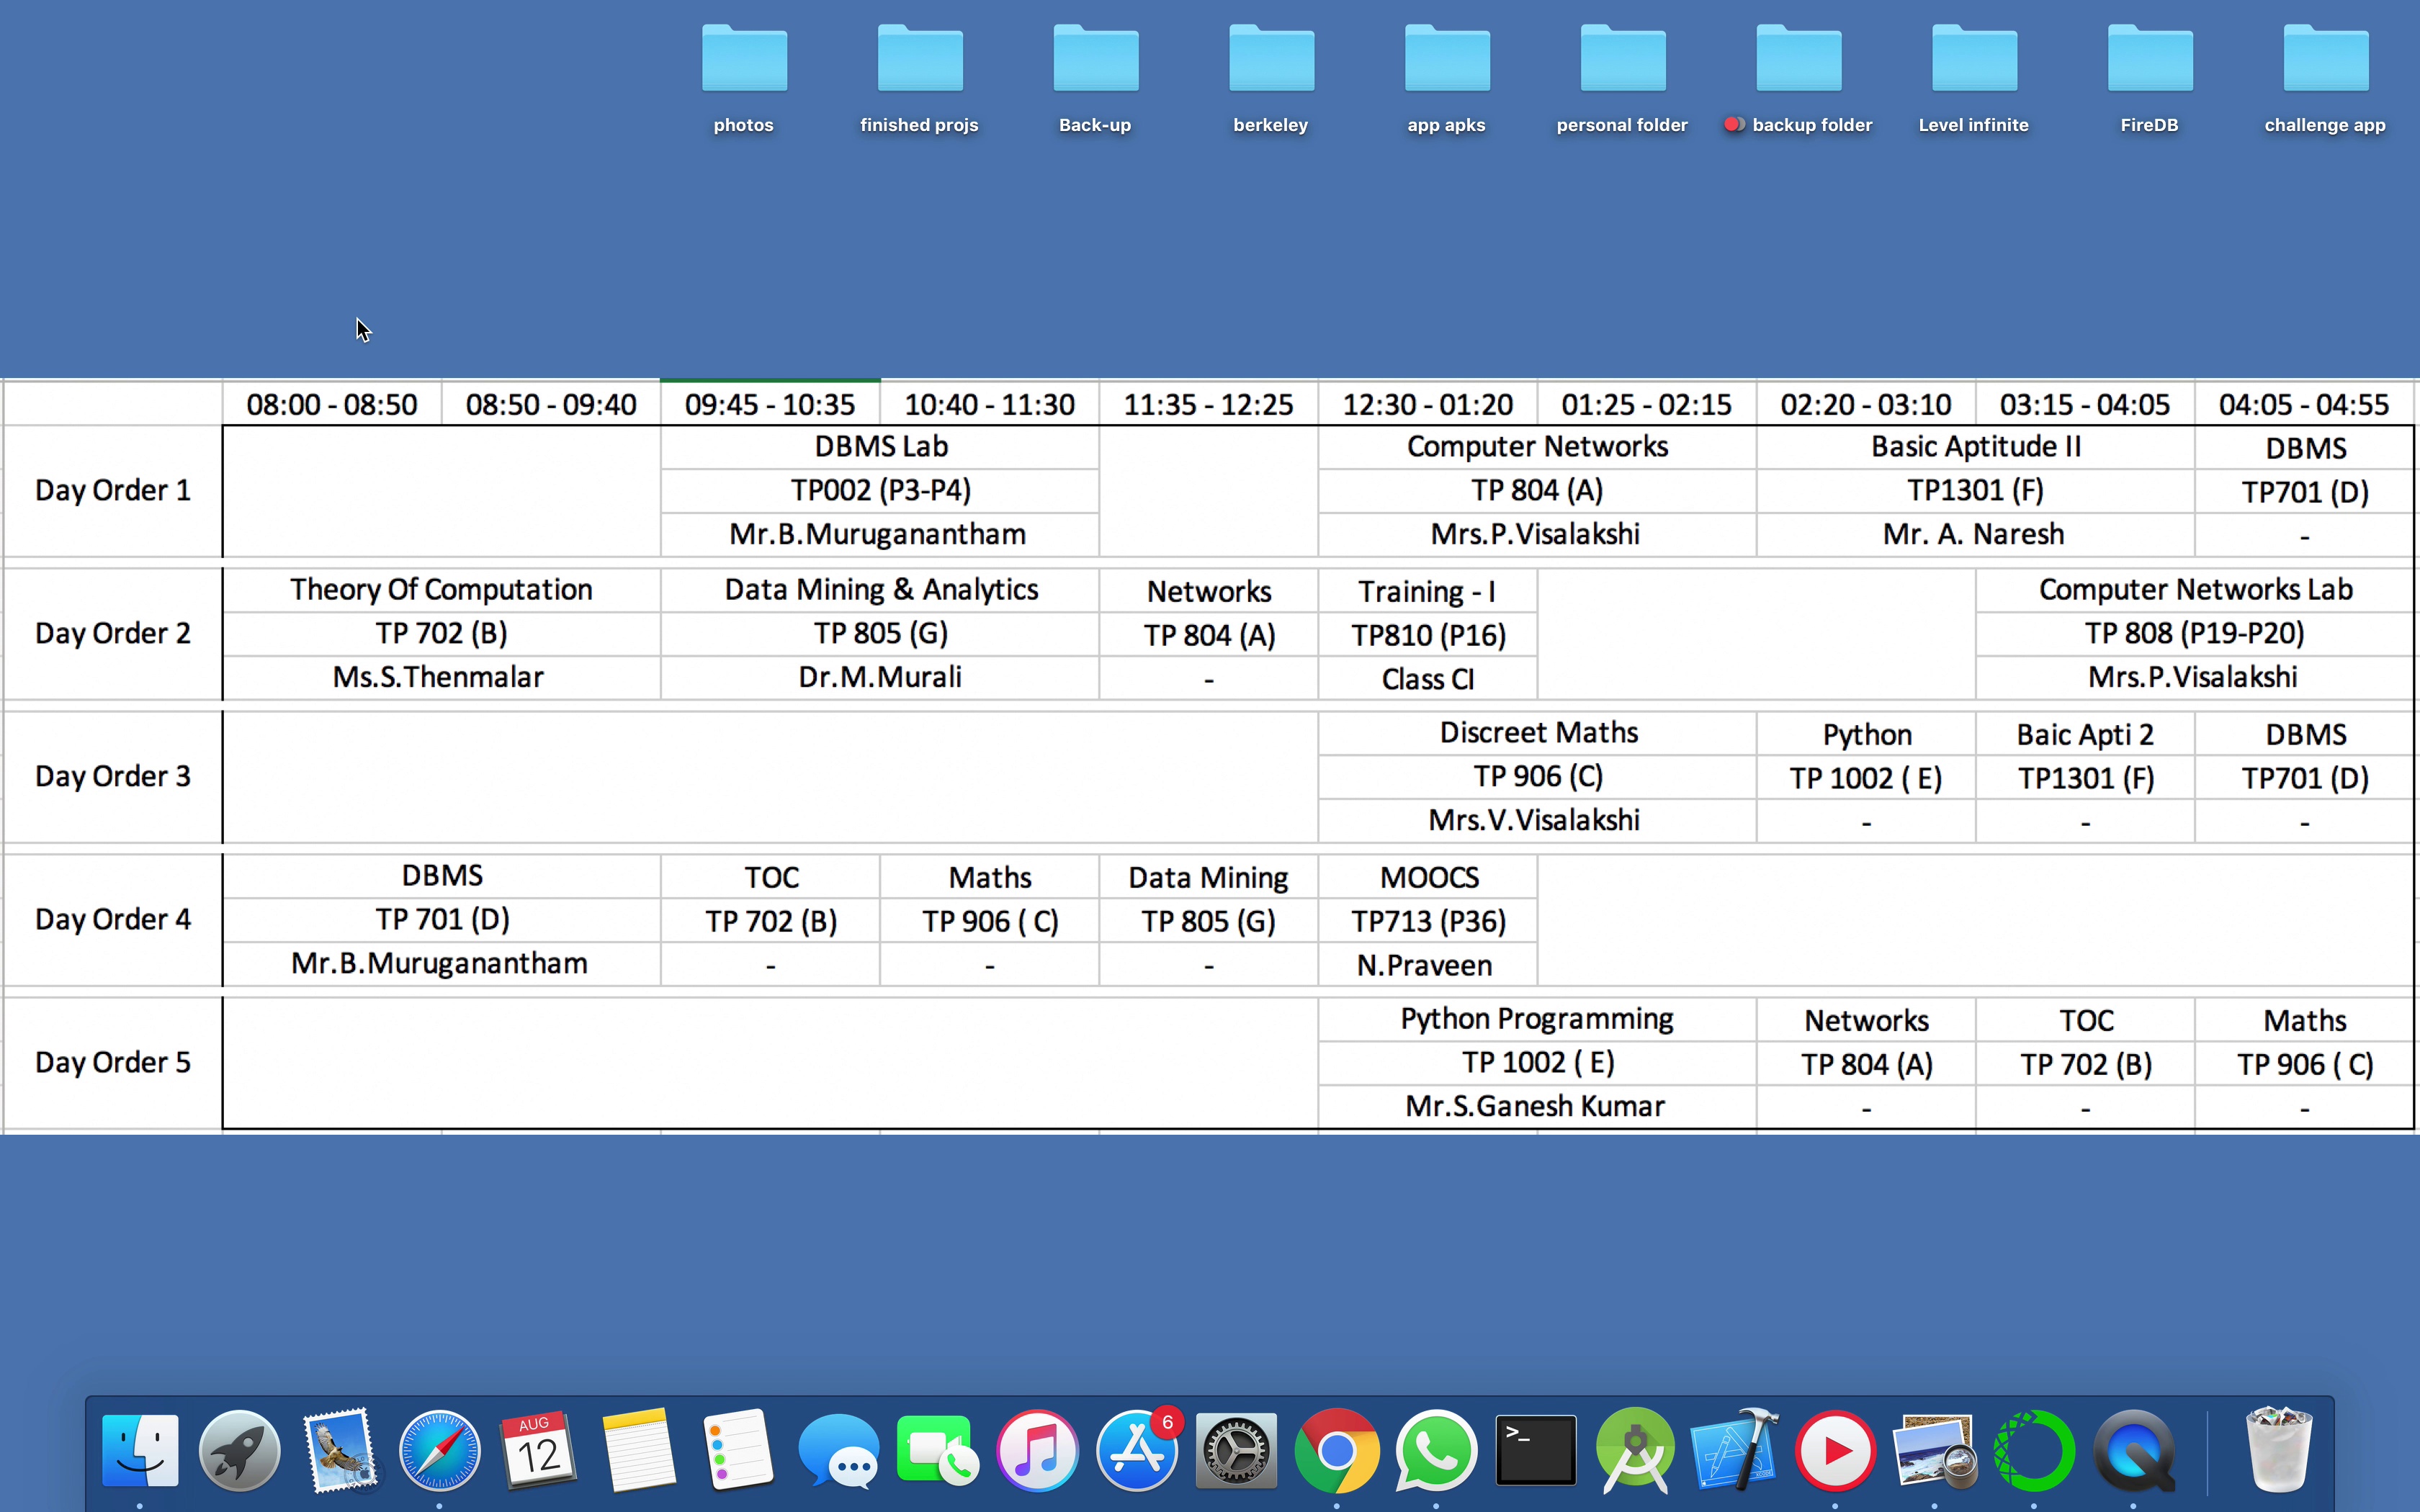 photos finished projs Back-up berkeley app apks personal folder backup folder Level infinite FireDB challenge app
08:00 - 08:50 08:50 - 09:40 09:45 - 10:35 10:40 - 11:30 11:35 - 12:25 12:30 - 01:20 01:25 - 02:15 02:20 - 03:10 03:15 - 04:05 04:05 - 04:55
DBMS Lab Computer Networks Basic Aptitude II DBMS
Day Order 1 TP002 (P3-P4) TP 804 (A) TP1301 (F) TP701 (D)
Mr.B.Muruganantham Mrs.P.Visalakshi Mr. A. Naresh -
Theory Of Computation Data Mining & Analytics Networks Training - I Computer Networks Lab
Day Order 2 TP 702 (B) TP 805 (G) TP 804 (A) TP810 (P16) TP 808 (P19-P20)
Ms.S.Thenmalar Dr.M.Murali - Class CI Mrs.P.Visalakshi
Discreet Maths Python Baic Apti 2 DBMS
Day Order 3 TP 906 (C) TP 1002 ( E) TP1301 (F) TP701 (D)
Mrs.V.Visalakshi - - -
DBMS TOC Maths Data Mining MOOCS
Day Order 4 TP 701 (D) TP 702 (B) TP 906 ( C) TP 805 (G) TP713 (P36)
Mr.B.Muruganantham - - - N.Praveen
Python Programming Networks TOC Maths
Day Order 5 TP 1002 ( E) TP 804 (A) TP 702 (B) TP 906 ( C)
Mr.S.Ganesh Kumar - - -
AUG 6
12 >_